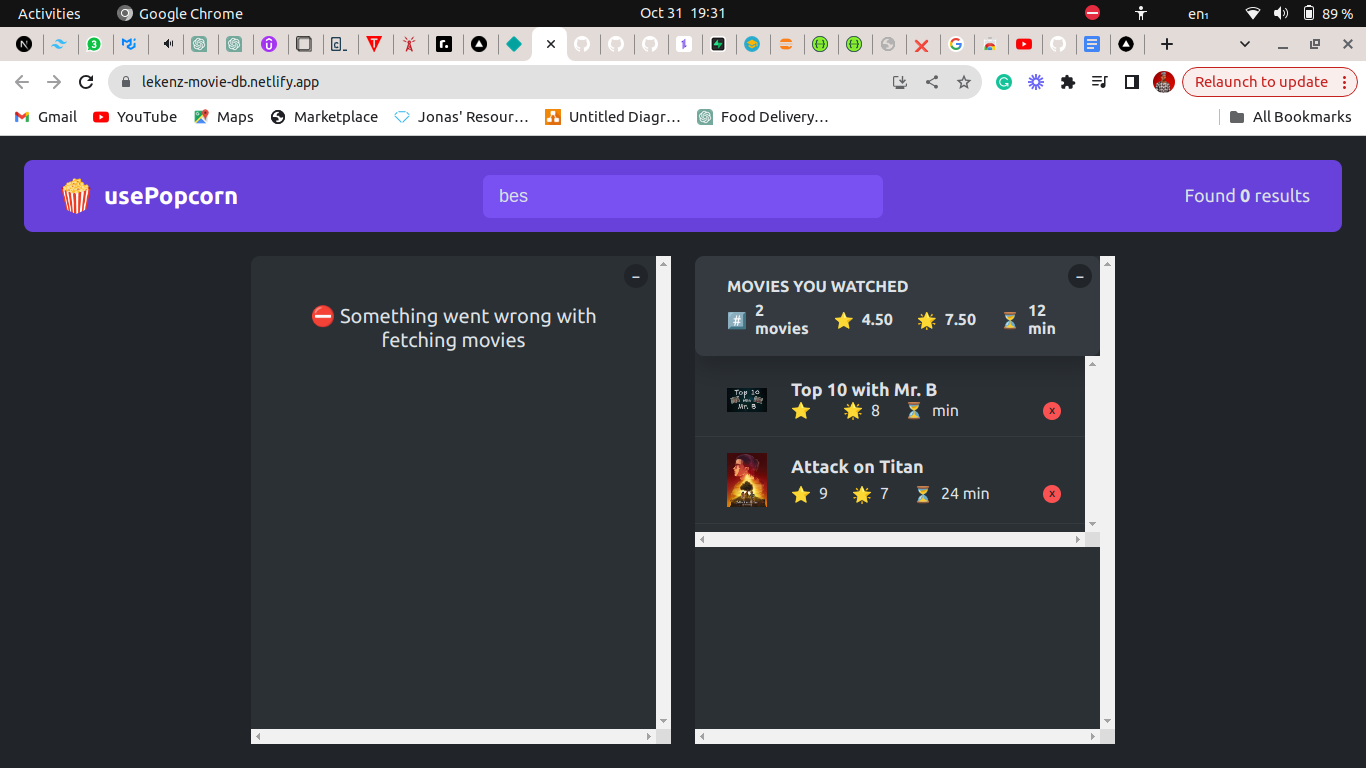 Activities Google Chrome Oct 31 19:31 en₁ 89 %
lekenz-movie-db.netlify.app Relaunch to update
Gmail YouTube Maps Marketplace Jonas' Resour… Untitled Diagr… Food Delivery… All Bookmarks
usePopcorn bes Found 0 results
Something went wrong with
fetching movies
MOVIES YOU WATCHED
2 movies 4.50 7.50 12 min
Top 10 with Mr. B
8 min
Attack on Titan
9 7 24 min